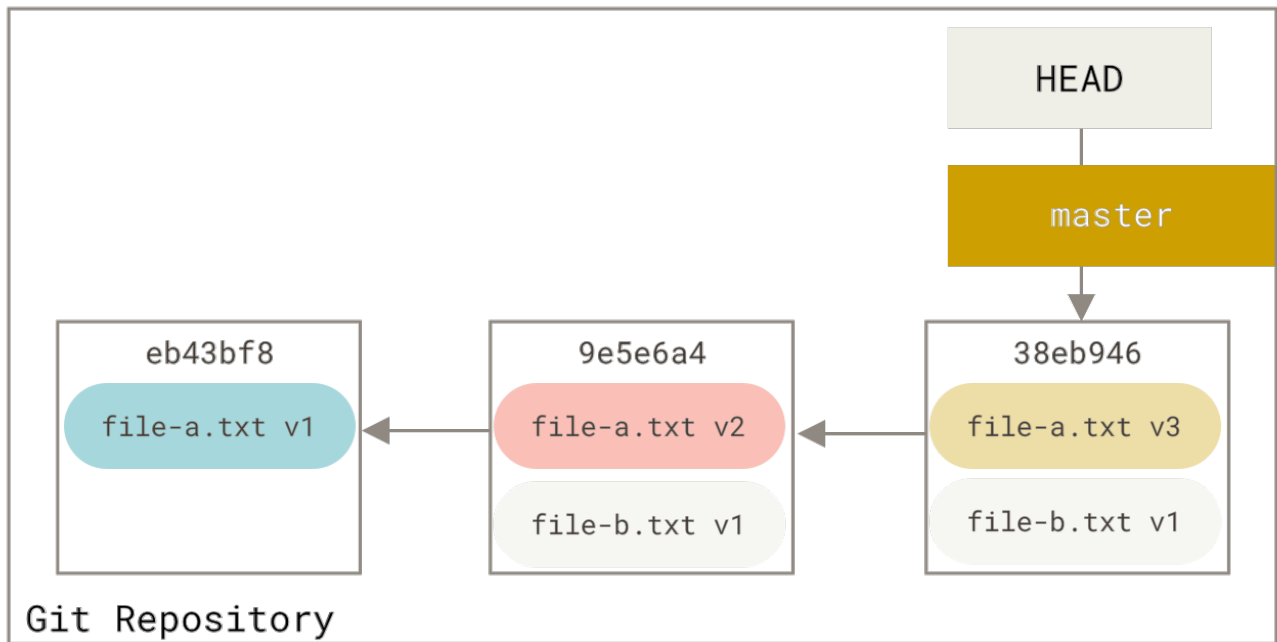 HEAD
master
eb43bf8
file-a.txt v1
9e5e6a4
file-a.txt v2
file-b.txt v1
38eb946
file-a.txt v3
file-b.txt v1
Git Repository